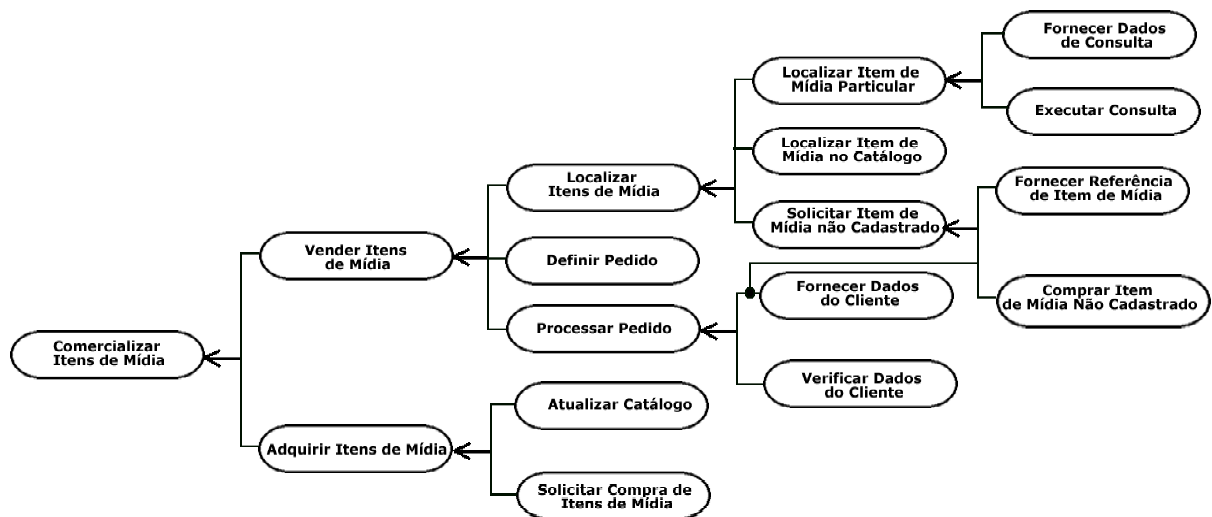 Fornecer Dados
de Consulta
Localizar Item de
Mídia Particular
Executar Consulta
Localizar Item de
Mídia no Catálogo
Localizar
Itens de Mídia
Fornecer Referência
de Item de Mídia
Solicitar Item de
Mídia não Cadastrado
Vender Itens
de Mídia
Definir Pedido
Fornecer Dados
do Cliente
Comprar Item
de Mídia Não Cadastrado
Processar Pedido
Comercializar
Itens de Mídia
Verificar Dados
do Cliente
Atualizar Catálogo
Adquirir Itens de Mídia
Solicitar Compra de
Itens de Mídia